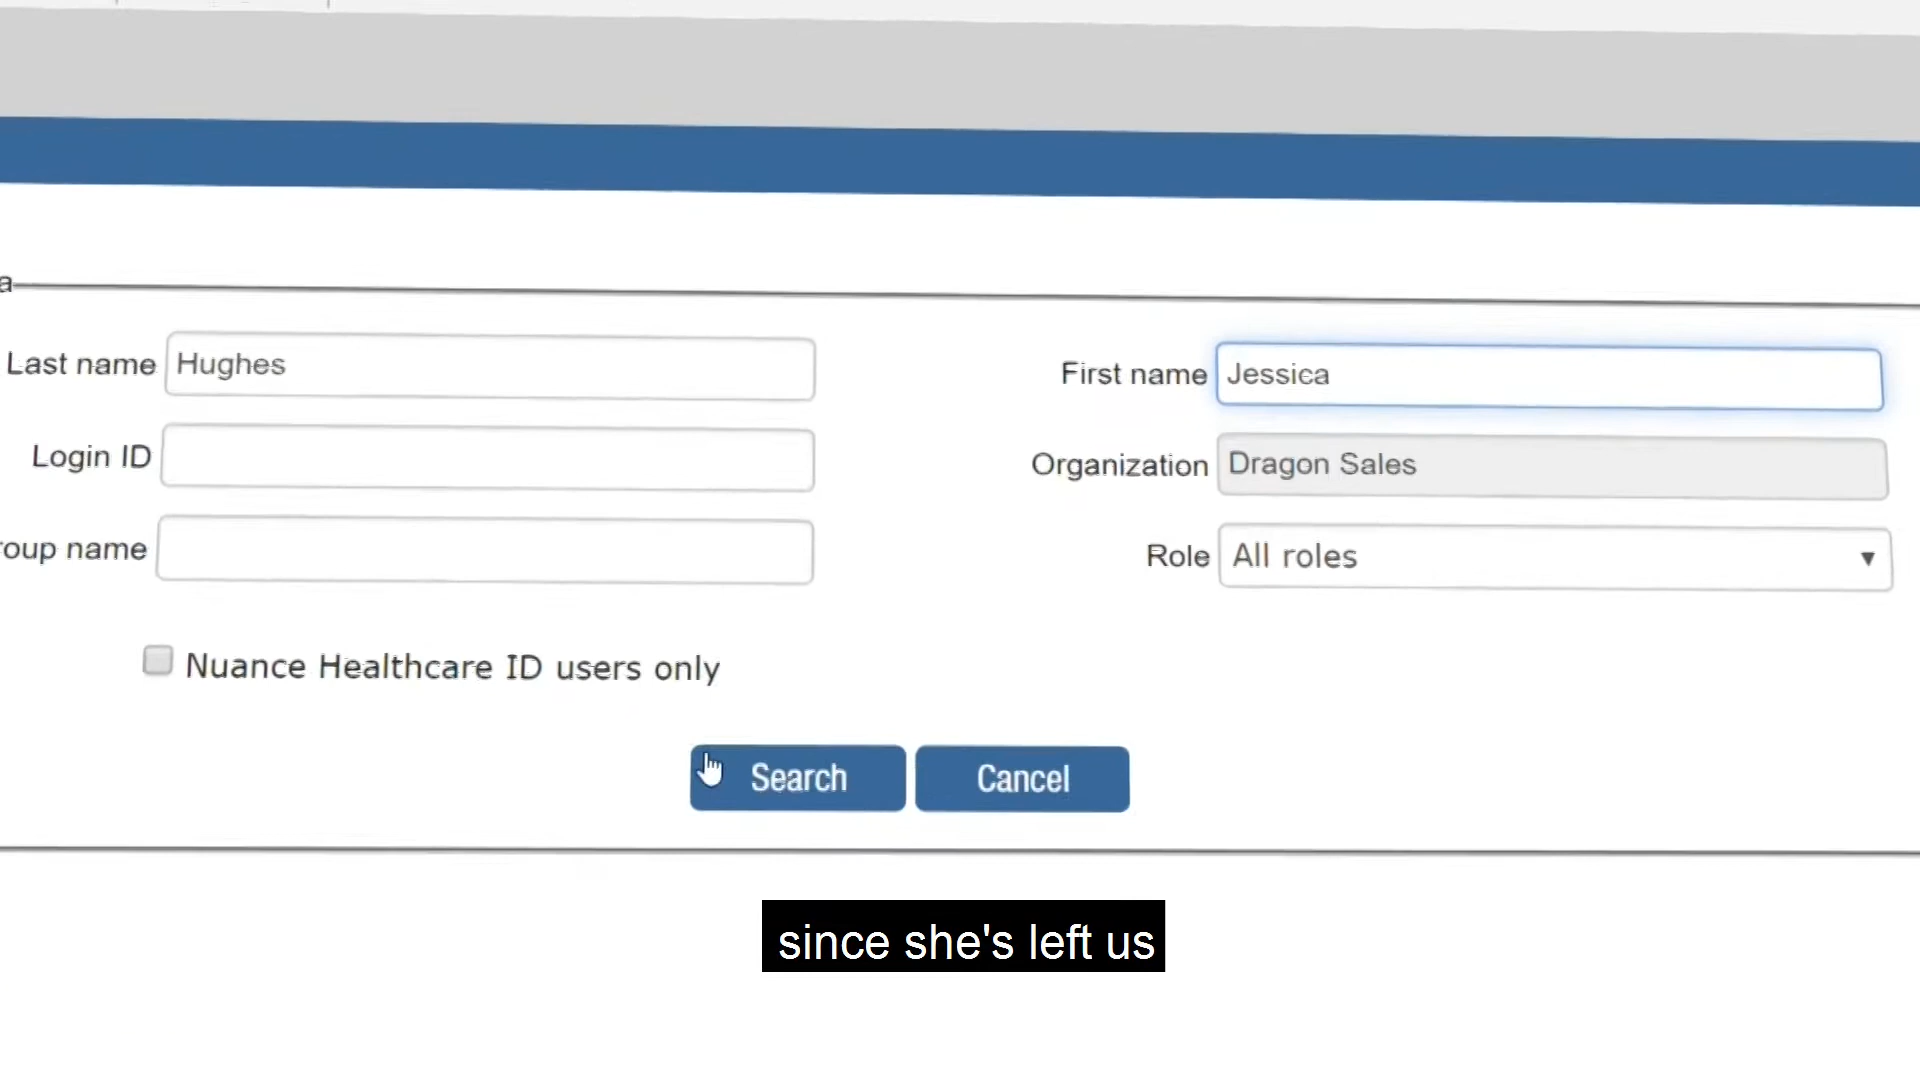 a
Last name Hughes
First name Jessica
Login ID
Organization Dragon Sales
roup name
Role All roles
Nuance Healthcare ID users only
Search Cancel
since she's left us